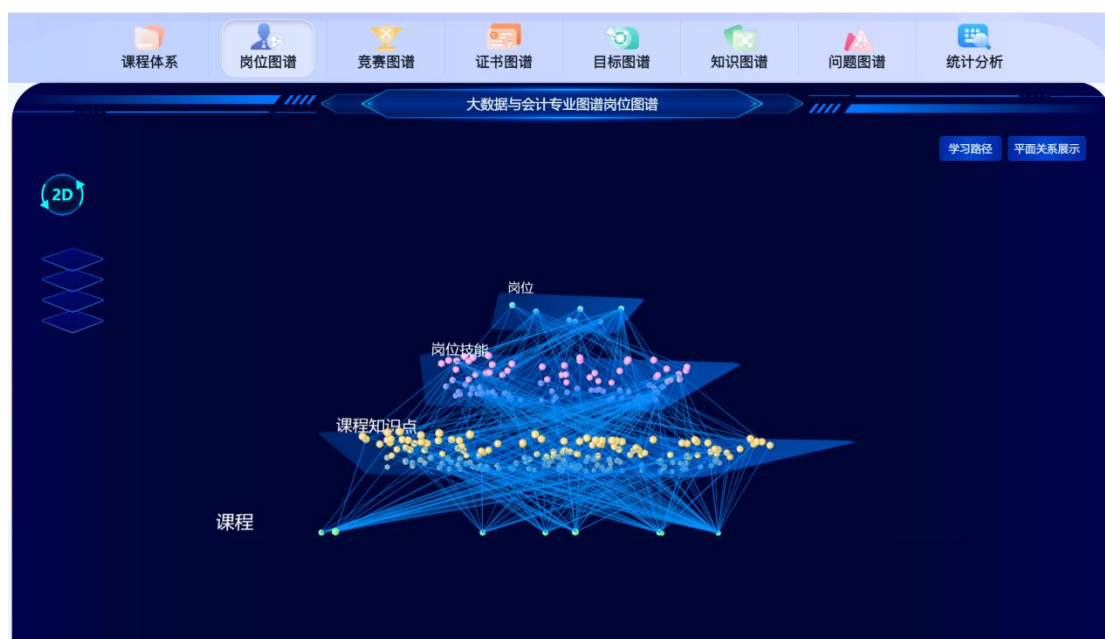 课程体系 岗位图谱 竞赛图谱 证书图谱 目标图谱 知识图谱 问题图谱 统计分析
大数据与会计专业图谱岗位图谱
学习路径 平面关系展示
2D
岗位
岗位技能
课程知识点
课程